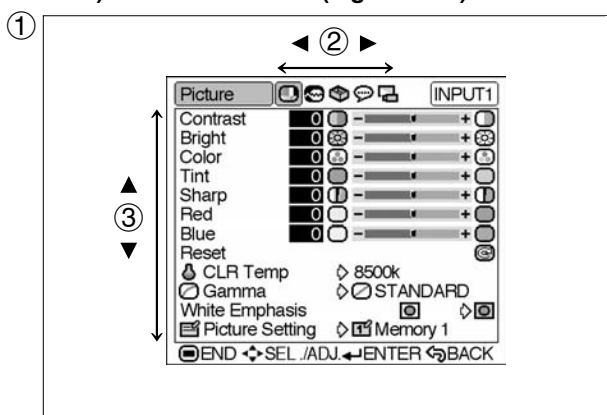 ①
◄ ② ►
Picture INPUT1
▲
③
▼
Contrast 0 - +
Bright 0 - +
Color 0 - +
Tint 0 - +
Sharp 0 - +
Red 0 - +
Blue 0 - +
Reset
CLR Temp 8500k
Gamma STANDARD
White Emphasis
Picture Setting 1 Memory 1
END SEL ./ADJ. ENTER BACK